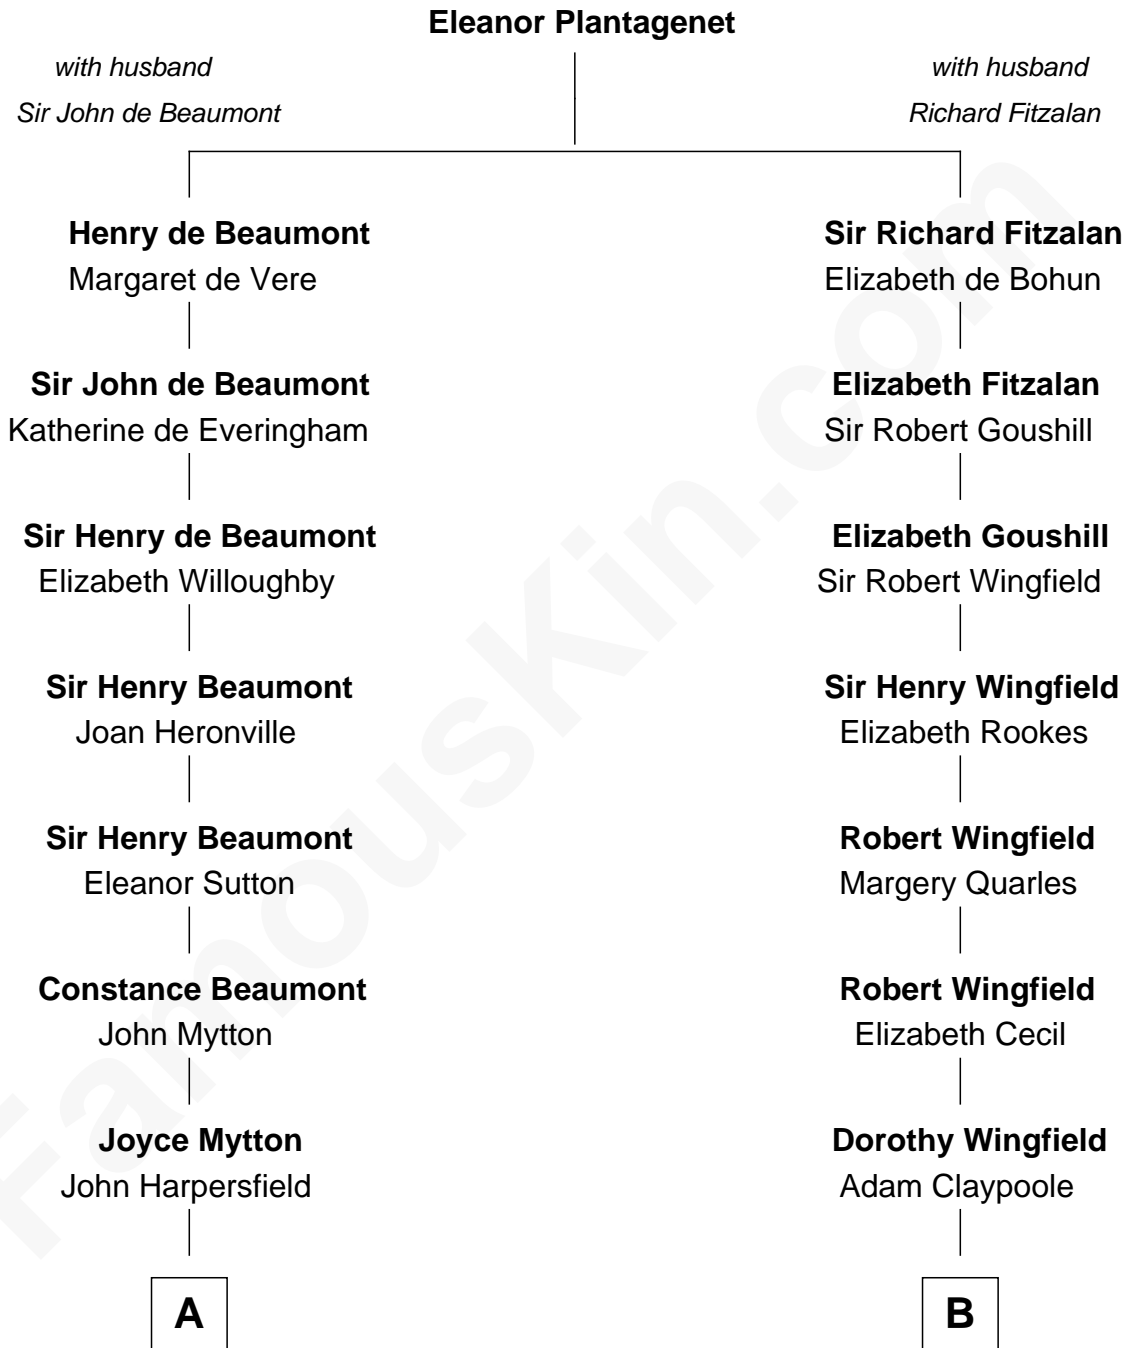 Eleanor Plantagenet
with husband
Sir John de Beaumont
with husband
Richard Fitzalan
Henry de Beaumont
Margaret de Vere
Sir Richard Fitzalan
Elizabeth de Bohun
Sir John de Beaumont
Katherine de Everingham
Elizabeth Fitzalan
Sir Robert Goushill
Sir Henry de Beaumont
Elizabeth Willoughby
Elizabeth Goushill
Sir Robert Wingfield
Sir Henry Beaumont
Joan Heronville
Sir Henry Wingfield
Elizabeth Rookes
Sir Henry Beaumont
Eleanor Sutton
Robert Wingfield
Margery Quarles
Constance Beaumont
John Mytton
Robert Wingfield
Elizabeth Cecil
Joyce Mytton
John Harpersfield
Dorothy Wingfield
Adam Claypoole
A
B
FamousKin.com